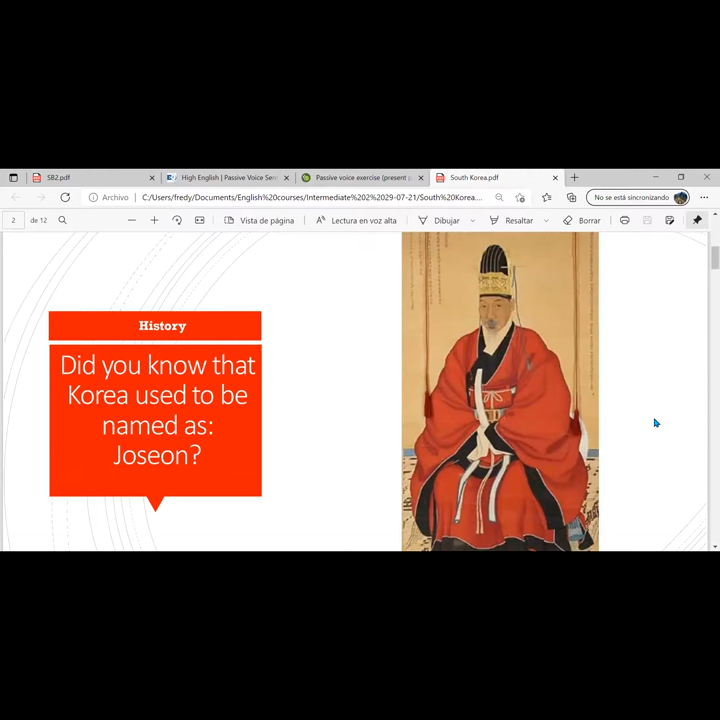 SB2.pdf
High English | Passive Voice Sen
Passive voice exercise (present p
South Korea.pdf
Archivo
C:/Users/fredy/Documents/English%20courses/Intermediate%202%2029-07-21/South%20Korea....
No se está sincronizando
2 de 12
Vista de página
Lectura en voz alta
Dibujar
Resaltar
Borrar
History
Did you know that
Korea used to be
named as:
Joseon?